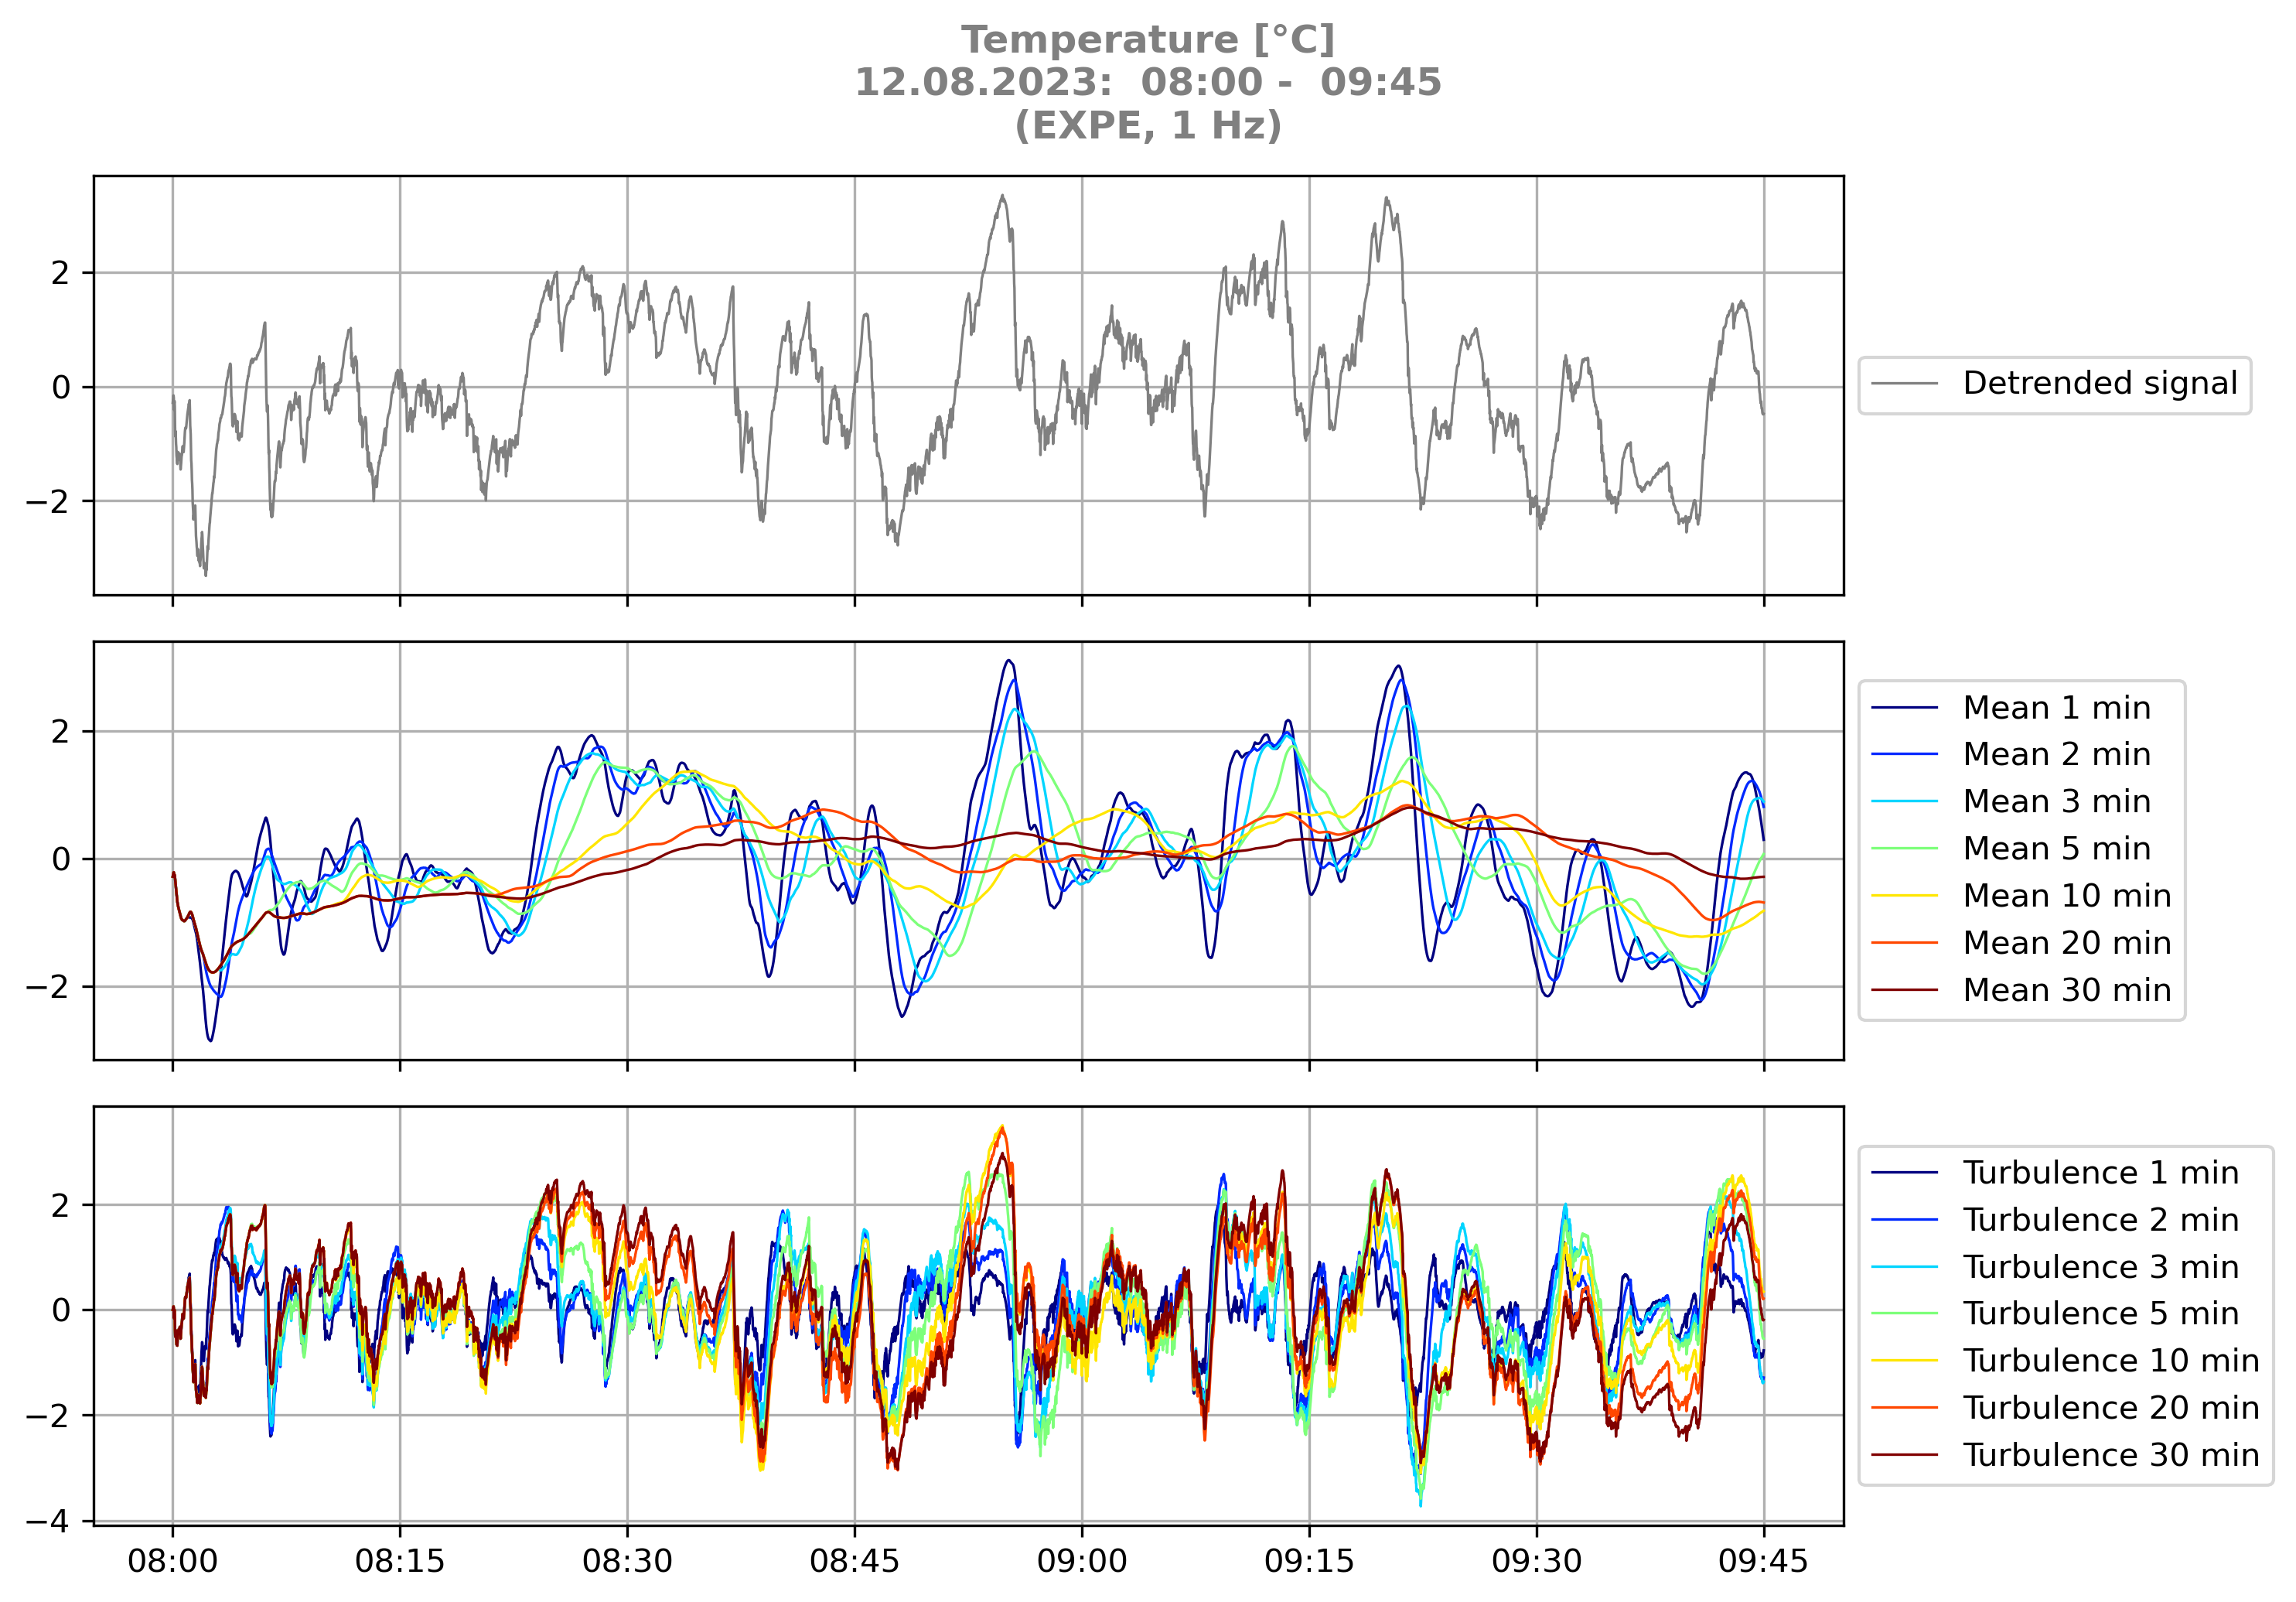 Temperature [°C]
12.08.2023:  08:00 -  09:45
(EXPE, 1 Hz)
2
0
−2
Detrended signal
2
0
−2
Mean 1 min
Mean 2 min
Mean 3 min
Mean 5 min
Mean 10 min
Mean 20 min
Mean 30 min
2
0
−2
−4
Turbulence 1 min
Turbulence 2 min
Turbulence 3 min
Turbulence 5 min
Turbulence 10 min
Turbulence 20 min
Turbulence 30 min
08:00 08:15 08:30 08:45 09:00 09:15 09:30 09:45